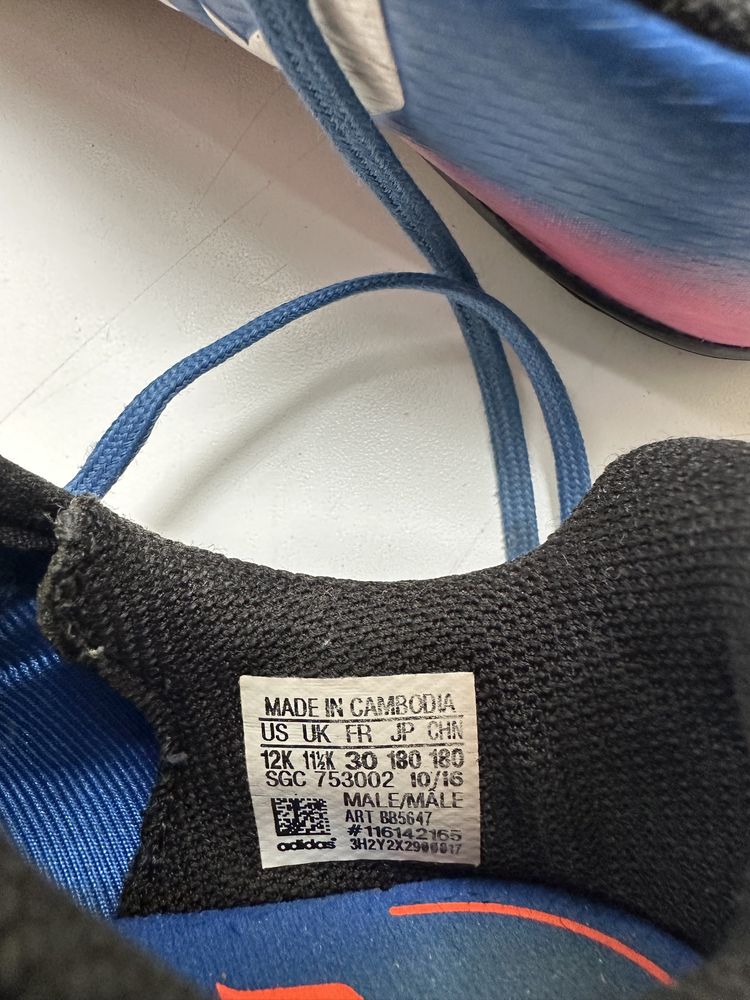 MADE IN CAMBODIA
US UK FR JP CHN
12K 11½K 30 180 180
SGC 753002 10/16
MALE/MÂLE
ART BB5647
#116142165
adidas 3H2Y2X2900017